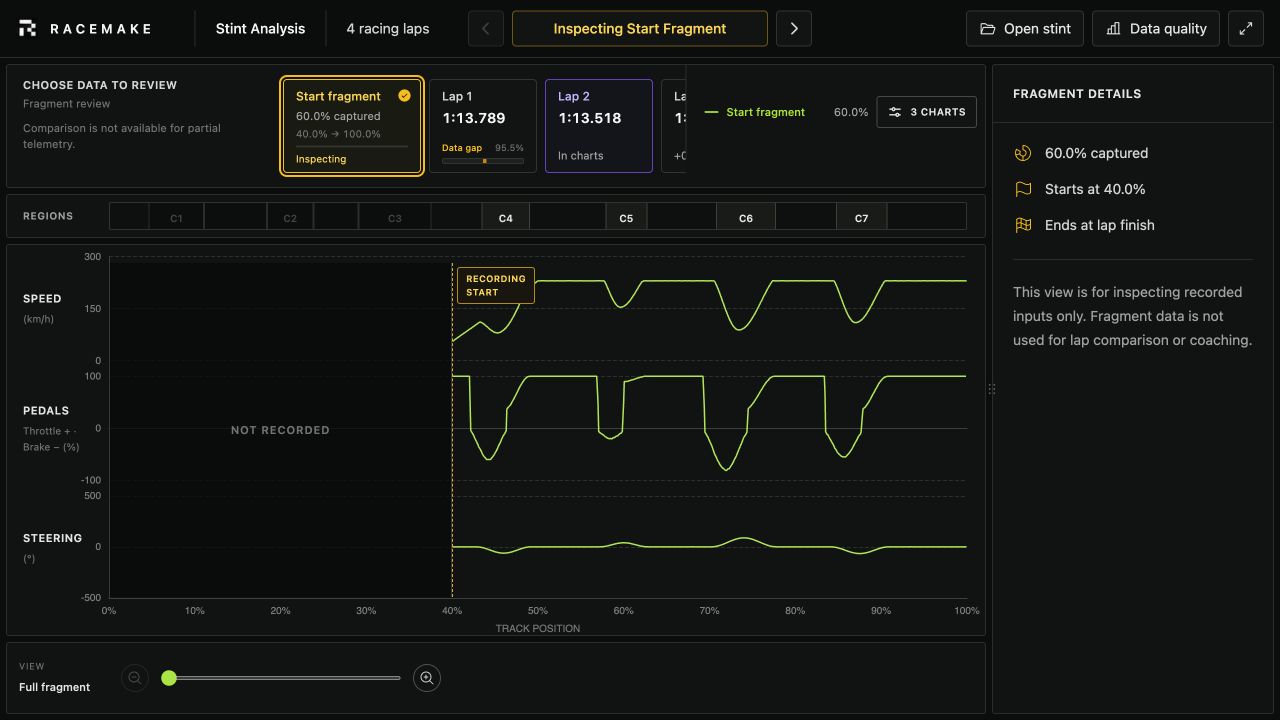 RACEMAKE
Stint Analysis
4 racing laps
Inspecting Start Fragment
Open stint
Data quality
CHOOSE DATA TO REVIEW
Fragment review
Comparison is not available for partial
telemetry.
Start fragment
60.0% captured
40.0% → 100.0%
Inspecting
Lap 1
1:13.789
Data gap 95.5%
Lap 2
1:13.518
In charts
La
1:
+0
Start fragment
60.0%
3 CHARTS
REGIONS
C1
C2
C3
C4
C5
C6
C7
SPEED
(km/h)
300
150
0
RECORDING
START
PEDALS
Throttle + ·
Brake − (%)
100
0
-100
NOT RECORDED
STEERING
(°)
500
0
-500
0% 10% 20% 30% 40% 50% 60% 70% 80% 90% 100%
TRACK POSITION
VIEW
Full fragment
FRAGMENT DETAILS
60.0% captured
Starts at 40.0%
Ends at lap finish
This view is for inspecting recorded
inputs only. Fragment data is not
used for lap comparison or coaching.